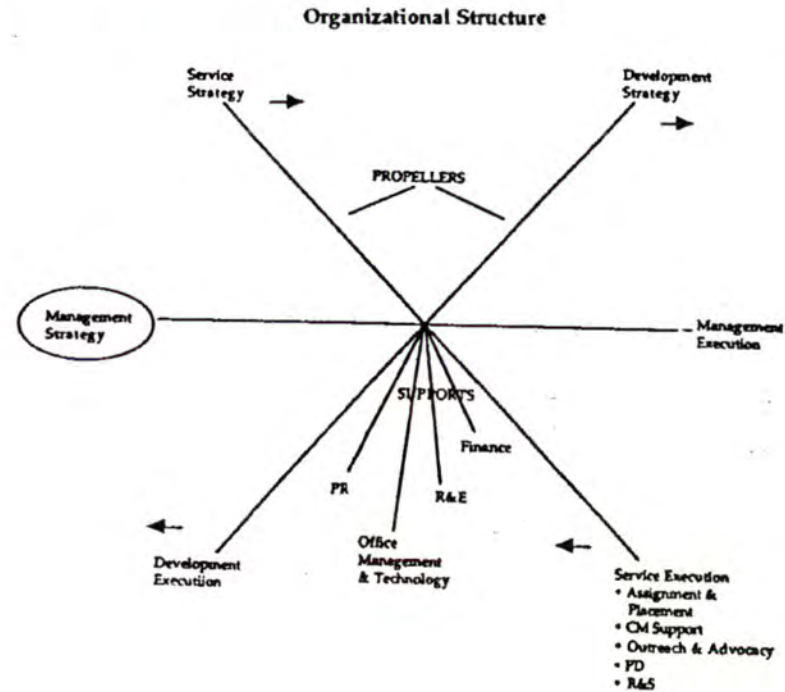 Organizational Structure
Service
Strategy
Development
Strategy
PROPELLERS
Management
Strategy
Management
Execution
SUPPORTS
Finance
PR
R&E
Office
Management
& Technology
Development
Executiion
Service Execution
• Assignment &
Placement
• CM Support
• Outreach & Advocacy
• PD
• R&S